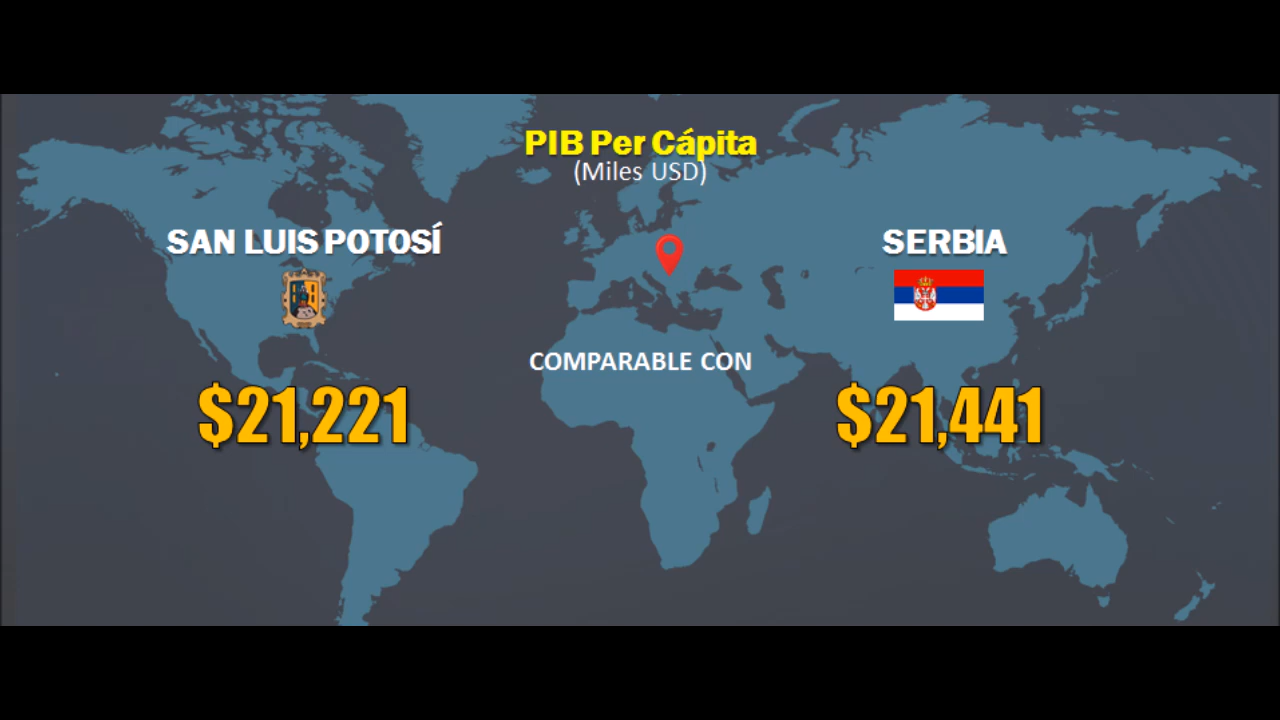 PIB Per Cápita
(Miles USD)
SAN LUIS POTOSÍ
SERBIA
COMPARABLE CON
$21,221
$21,441